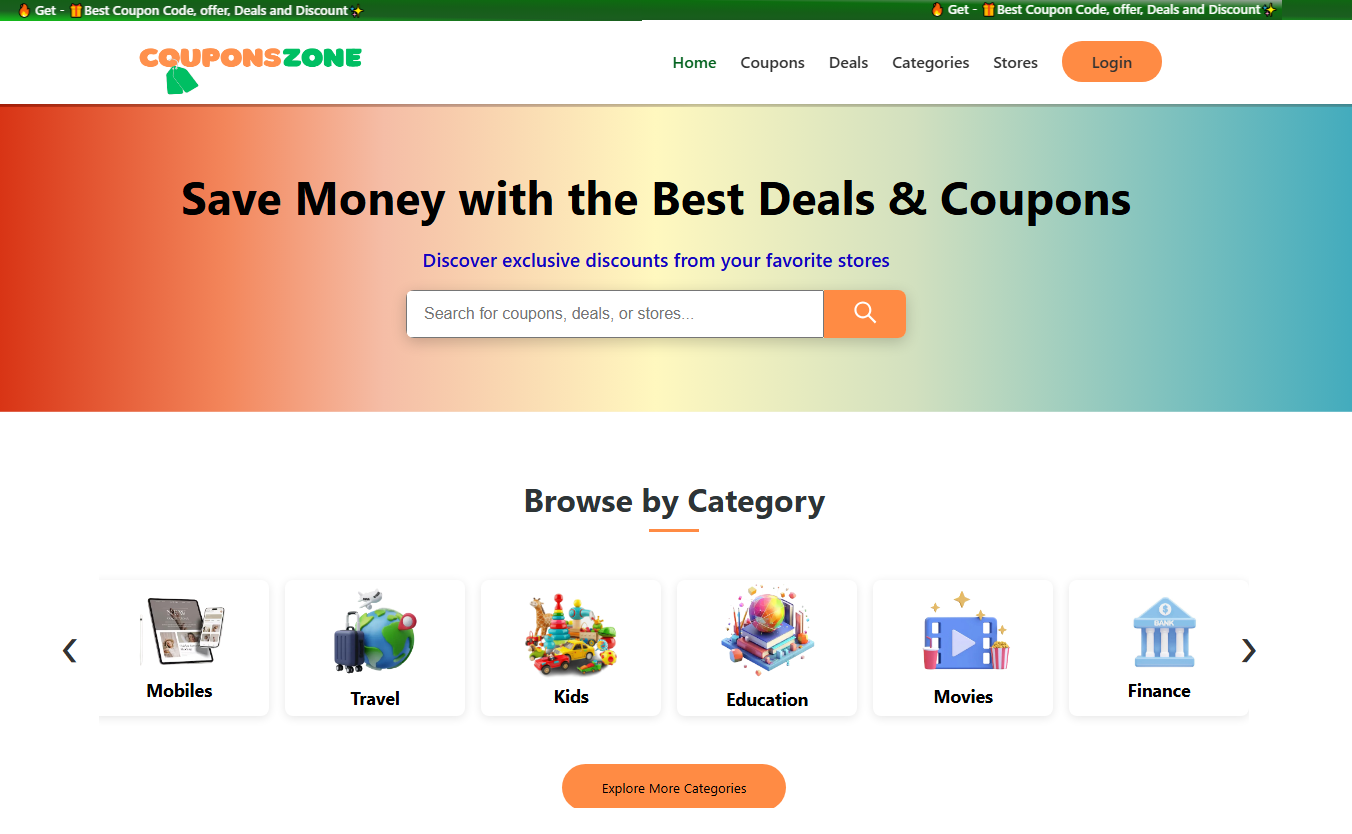 🔥 Get - 🎁Best Coupon Code, offer, Deals and Discount✨
🔥 Get - 🎁Best Coupon Code, offer, Deals and Discount✨
COUPONSZONE
Home Coupons Deals Categories Stores Login
Save Money with the Best Deals & Coupons
Discover exclusive discounts from your favorite stores
Search for coupons, deals, or stores...
Browse by Category
BANK
Mobiles Travel Kids Education Movies Finance
Explore More Categories